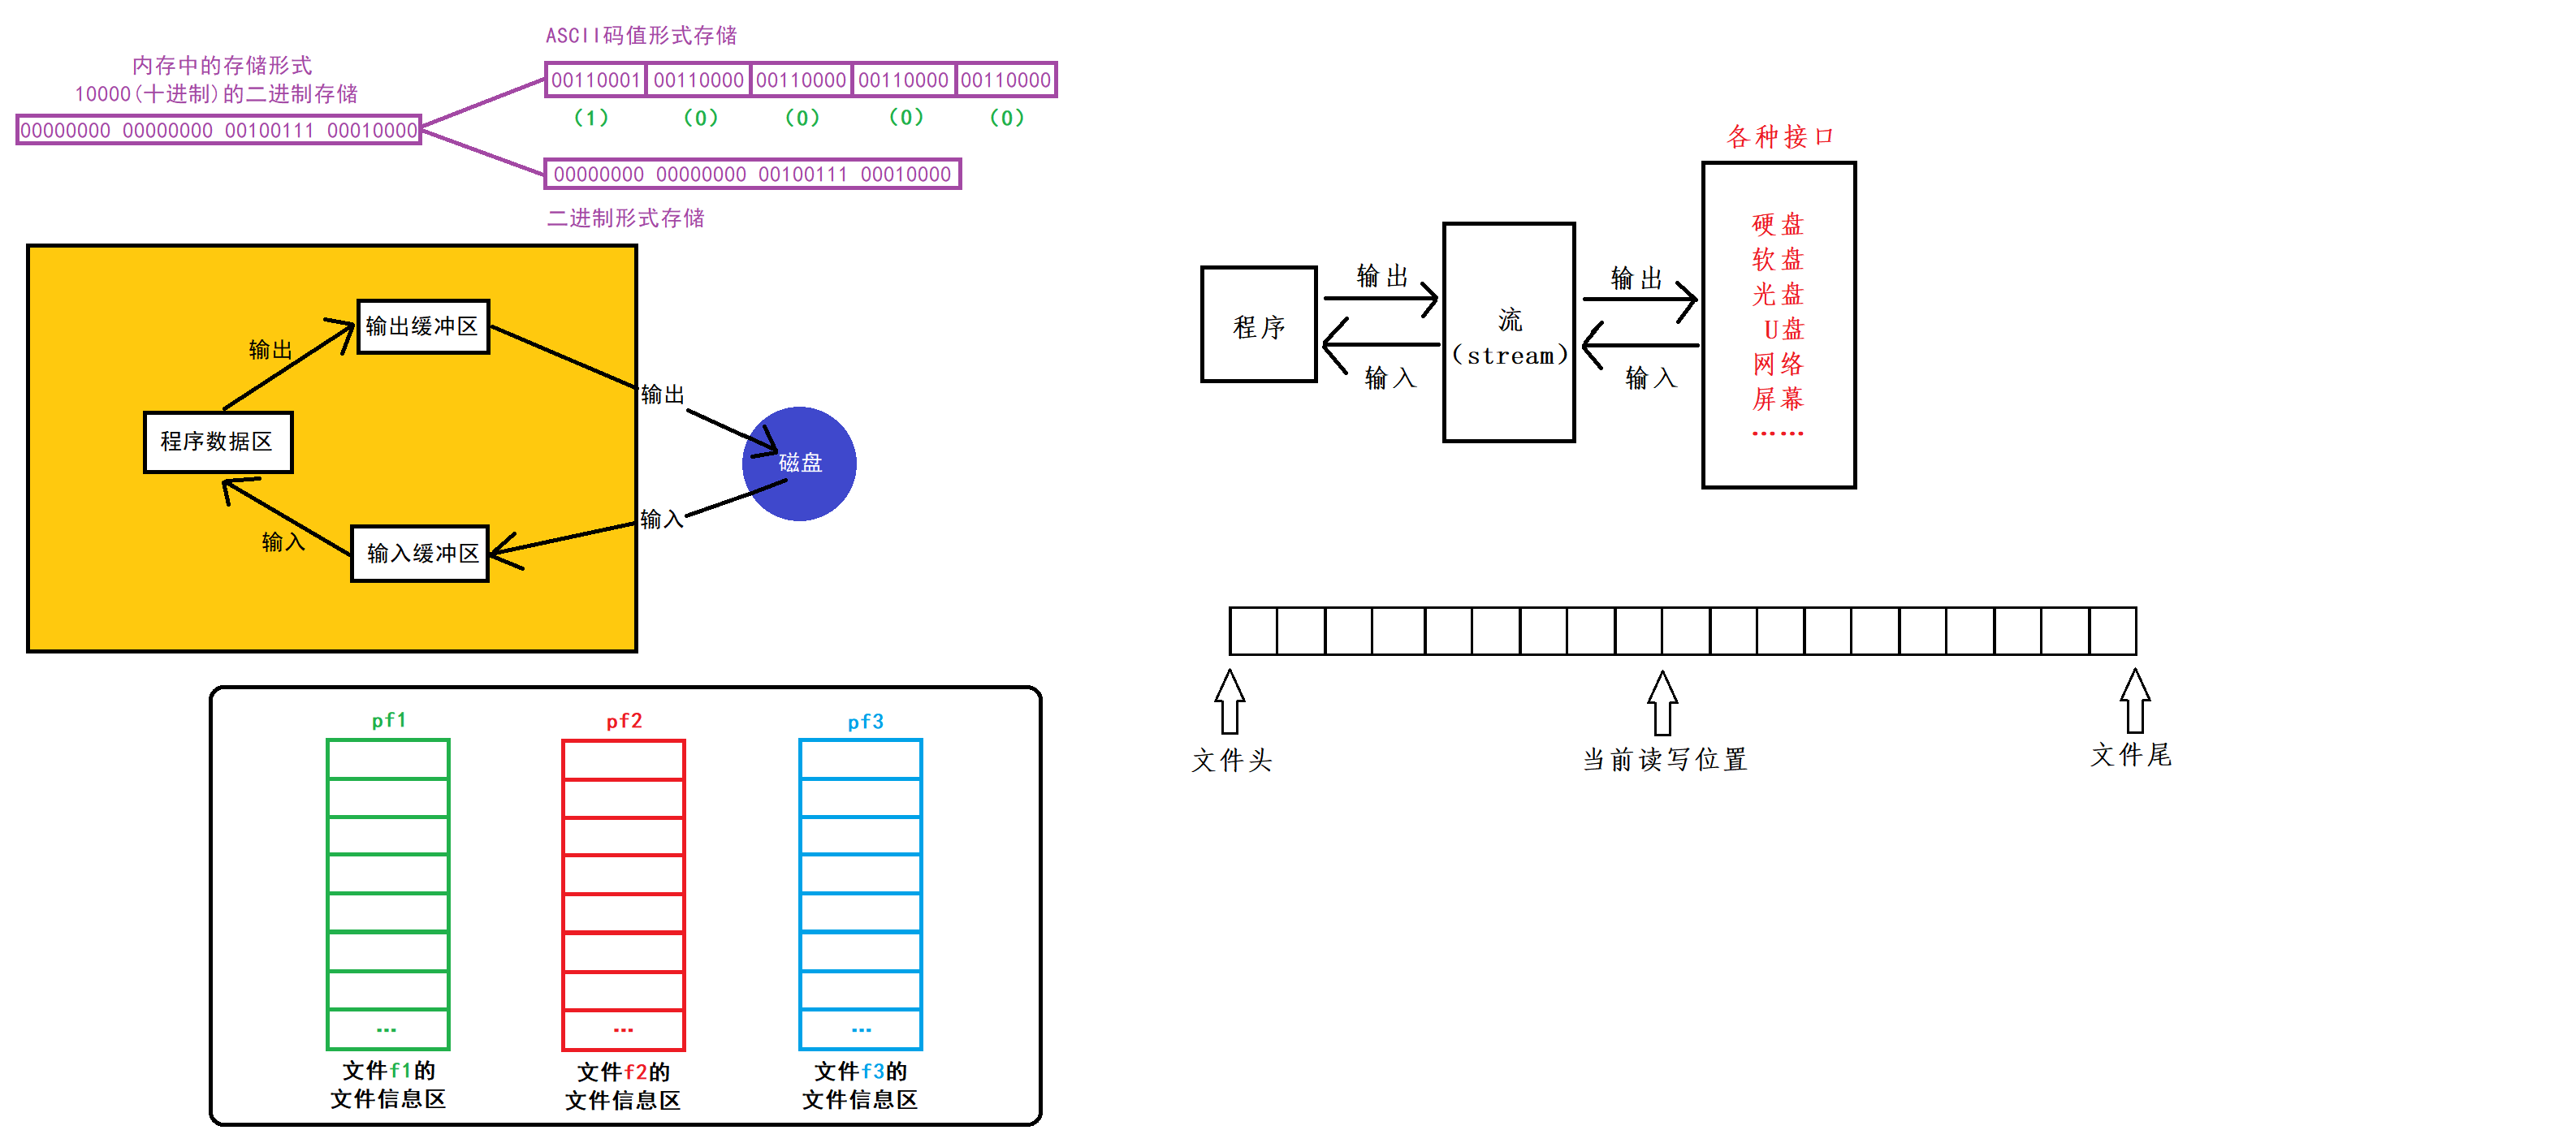 ASCII码值形式存储
内存中的存储形式
10000(十进制)的二进制存储
00110001 00110000 00110000 00110000 00110000
(1) (0) (0) (0) (0)
00000000 00000000 00100111 00010000
00000000 00000000 00100111 00010000
二进制形式存储
输出缓冲区
输出
输出
程序数据区
磁盘
输入
输入
输入缓冲区
pf1 pf2 pf3
... ... ...
文件f1的
文件信息区
文件f2的
文件信息区
文件f3的
文件信息区
各种接口
硬盘
软盘
光盘
U盘
网络
屏幕
……
输出
输出
程序
流
(stream)
输入
输入
文件头
当前读写位置
文件尾